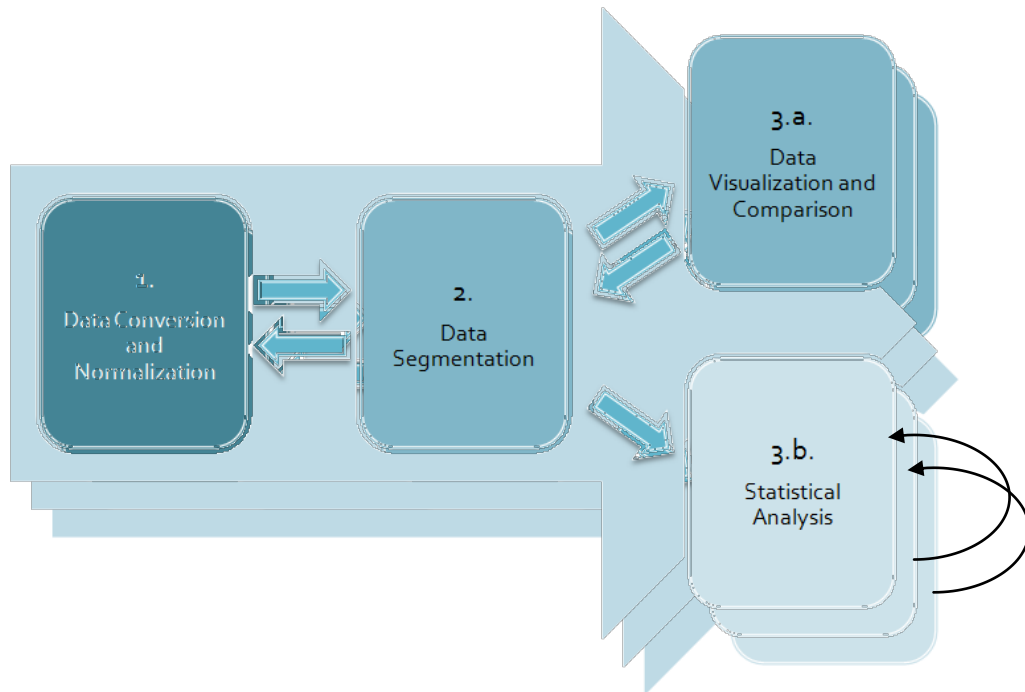 1.
Data Conversion
and
Normalization
2.
Data
Segmentation
3.a.
Data
Visualization and
Comparison
3.b.
Statistical
Analysis